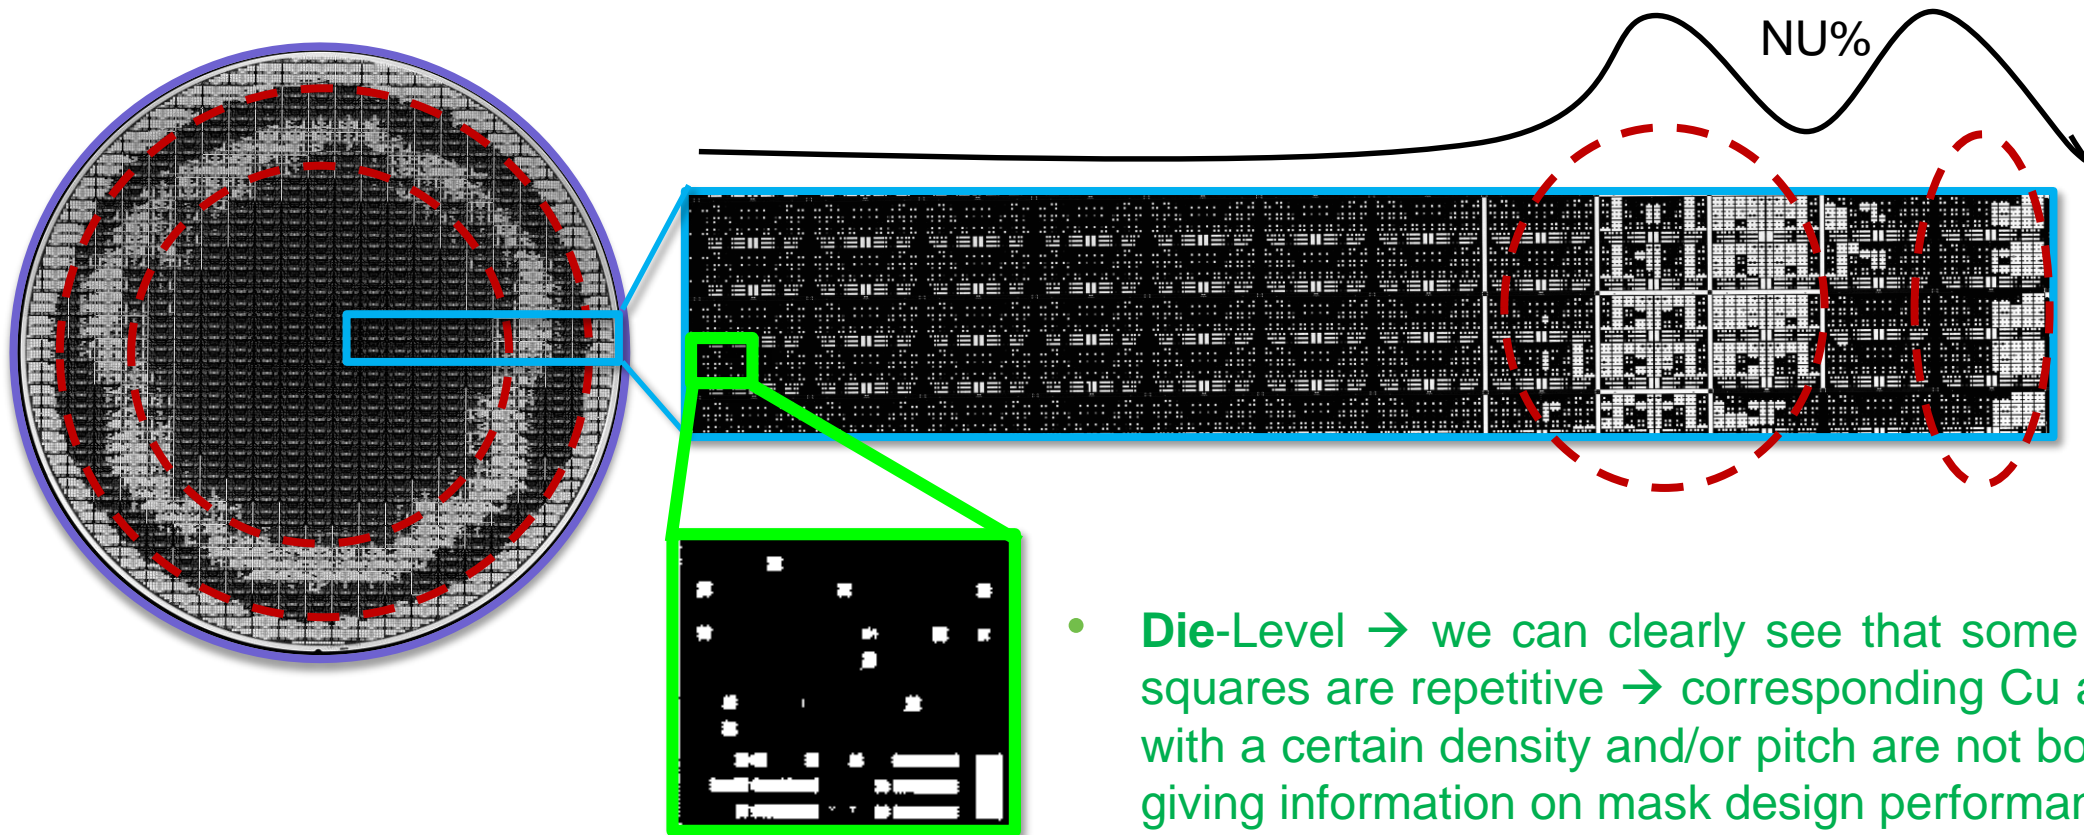 NU%
• Die-Level → we can clearly see that some
squares are repetitive → corresponding Cu
with a certain density and/or pitch are not
giving information on mask design